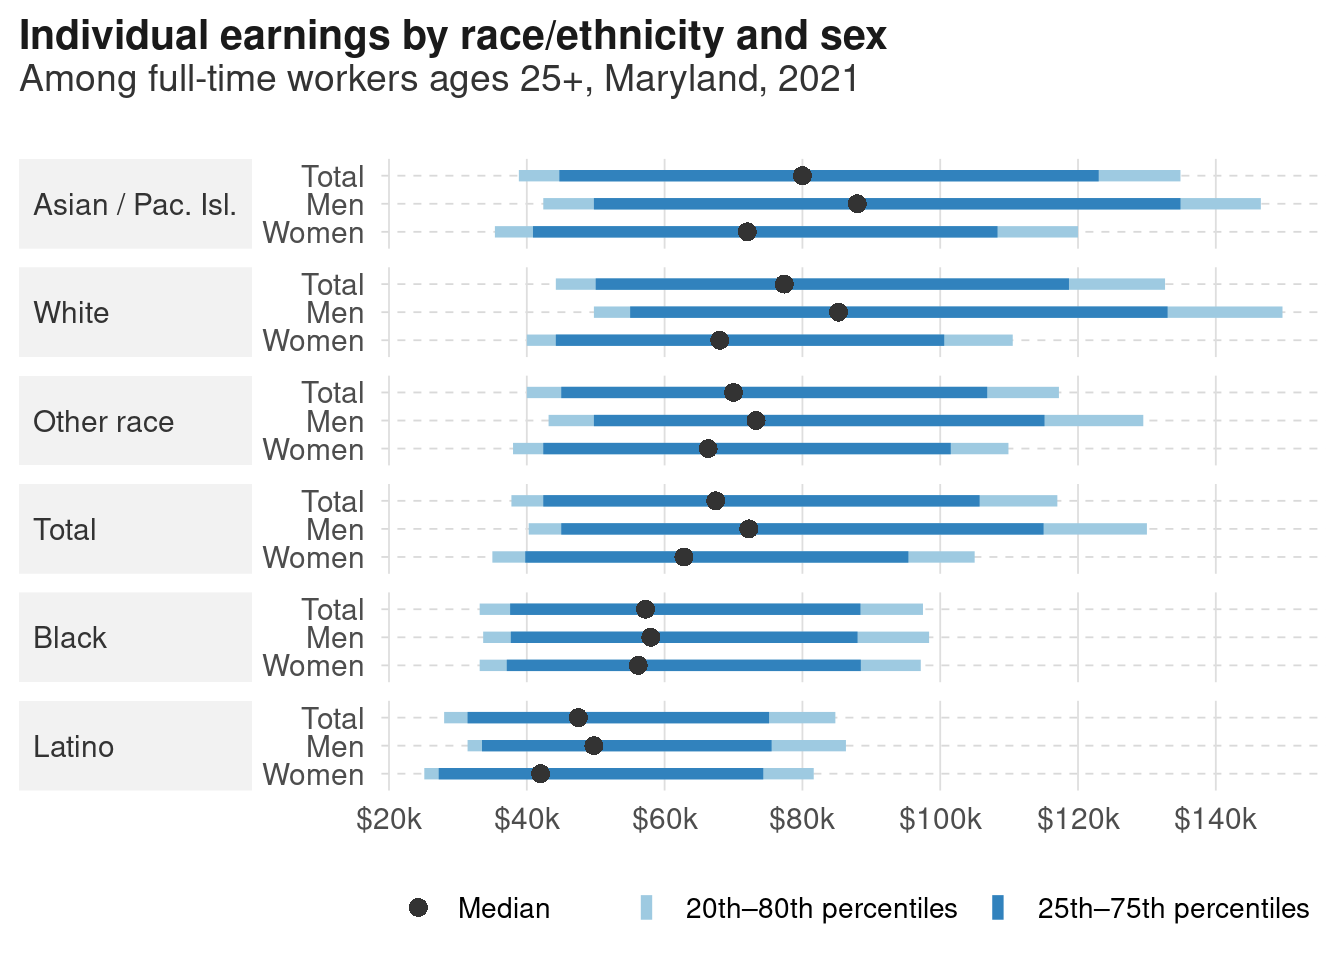 Individual earnings by race/ethnicity and sex
Among full-time workers ages 25+, Maryland, 2021
Asian / Pac. Isl.
Total
Men
Women
White
Total
Men
Women
Other race
Total
Men
Women
Total
Total
Men
Women
Black
Total
Men
Women
Latino
Total
Men
Women
$20k $40k $60k $80k $100k $120k $140k
Median 20th–80th percentiles 25th–75th percentiles